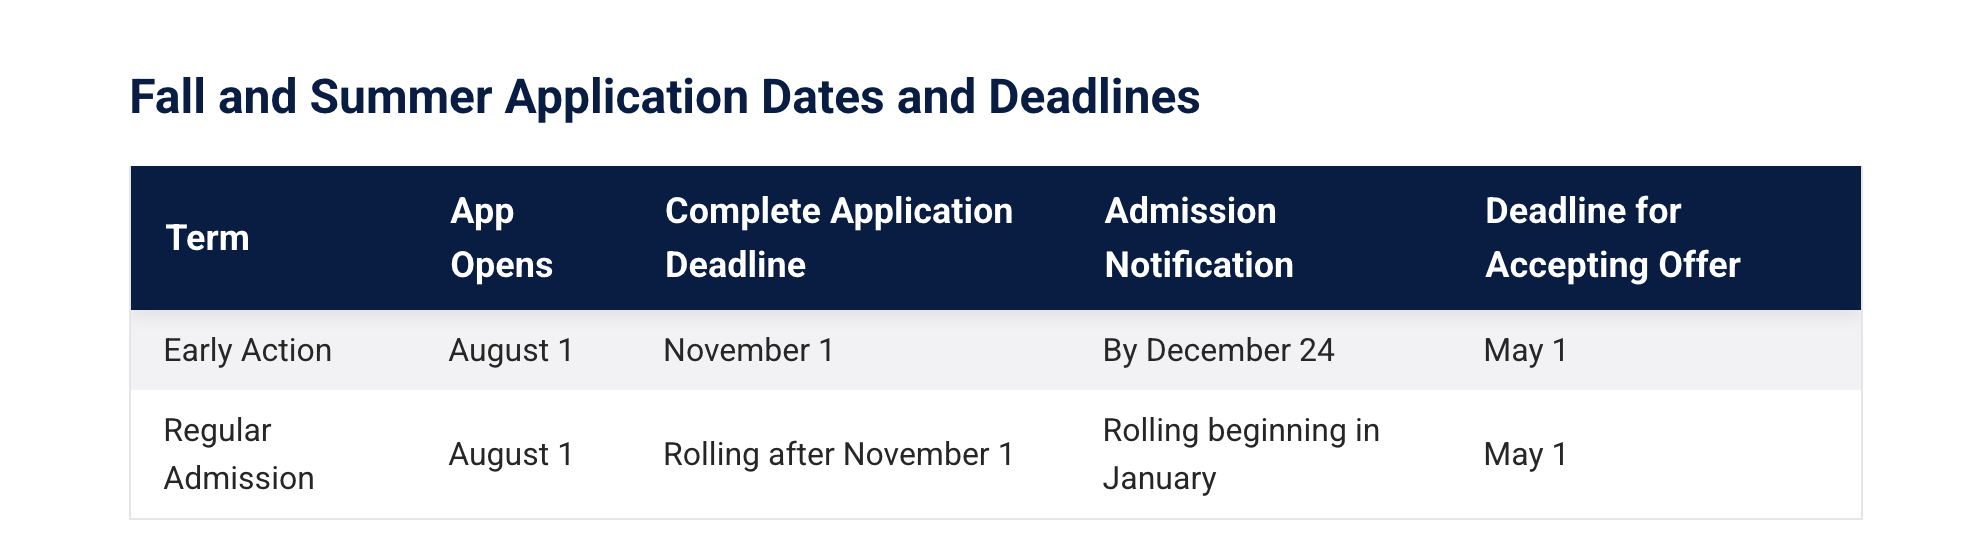 Fall and Summer Application Dates and Deadlines
Term
App
Opens
Complete Application
Deadline
Admission
Notification
Deadline for
Accepting Offer
Early Action
August 1
November 1
By December 24
May 1
Regular
Admission
August 1
Rolling after November 1
Rolling beginning in
January
May 1